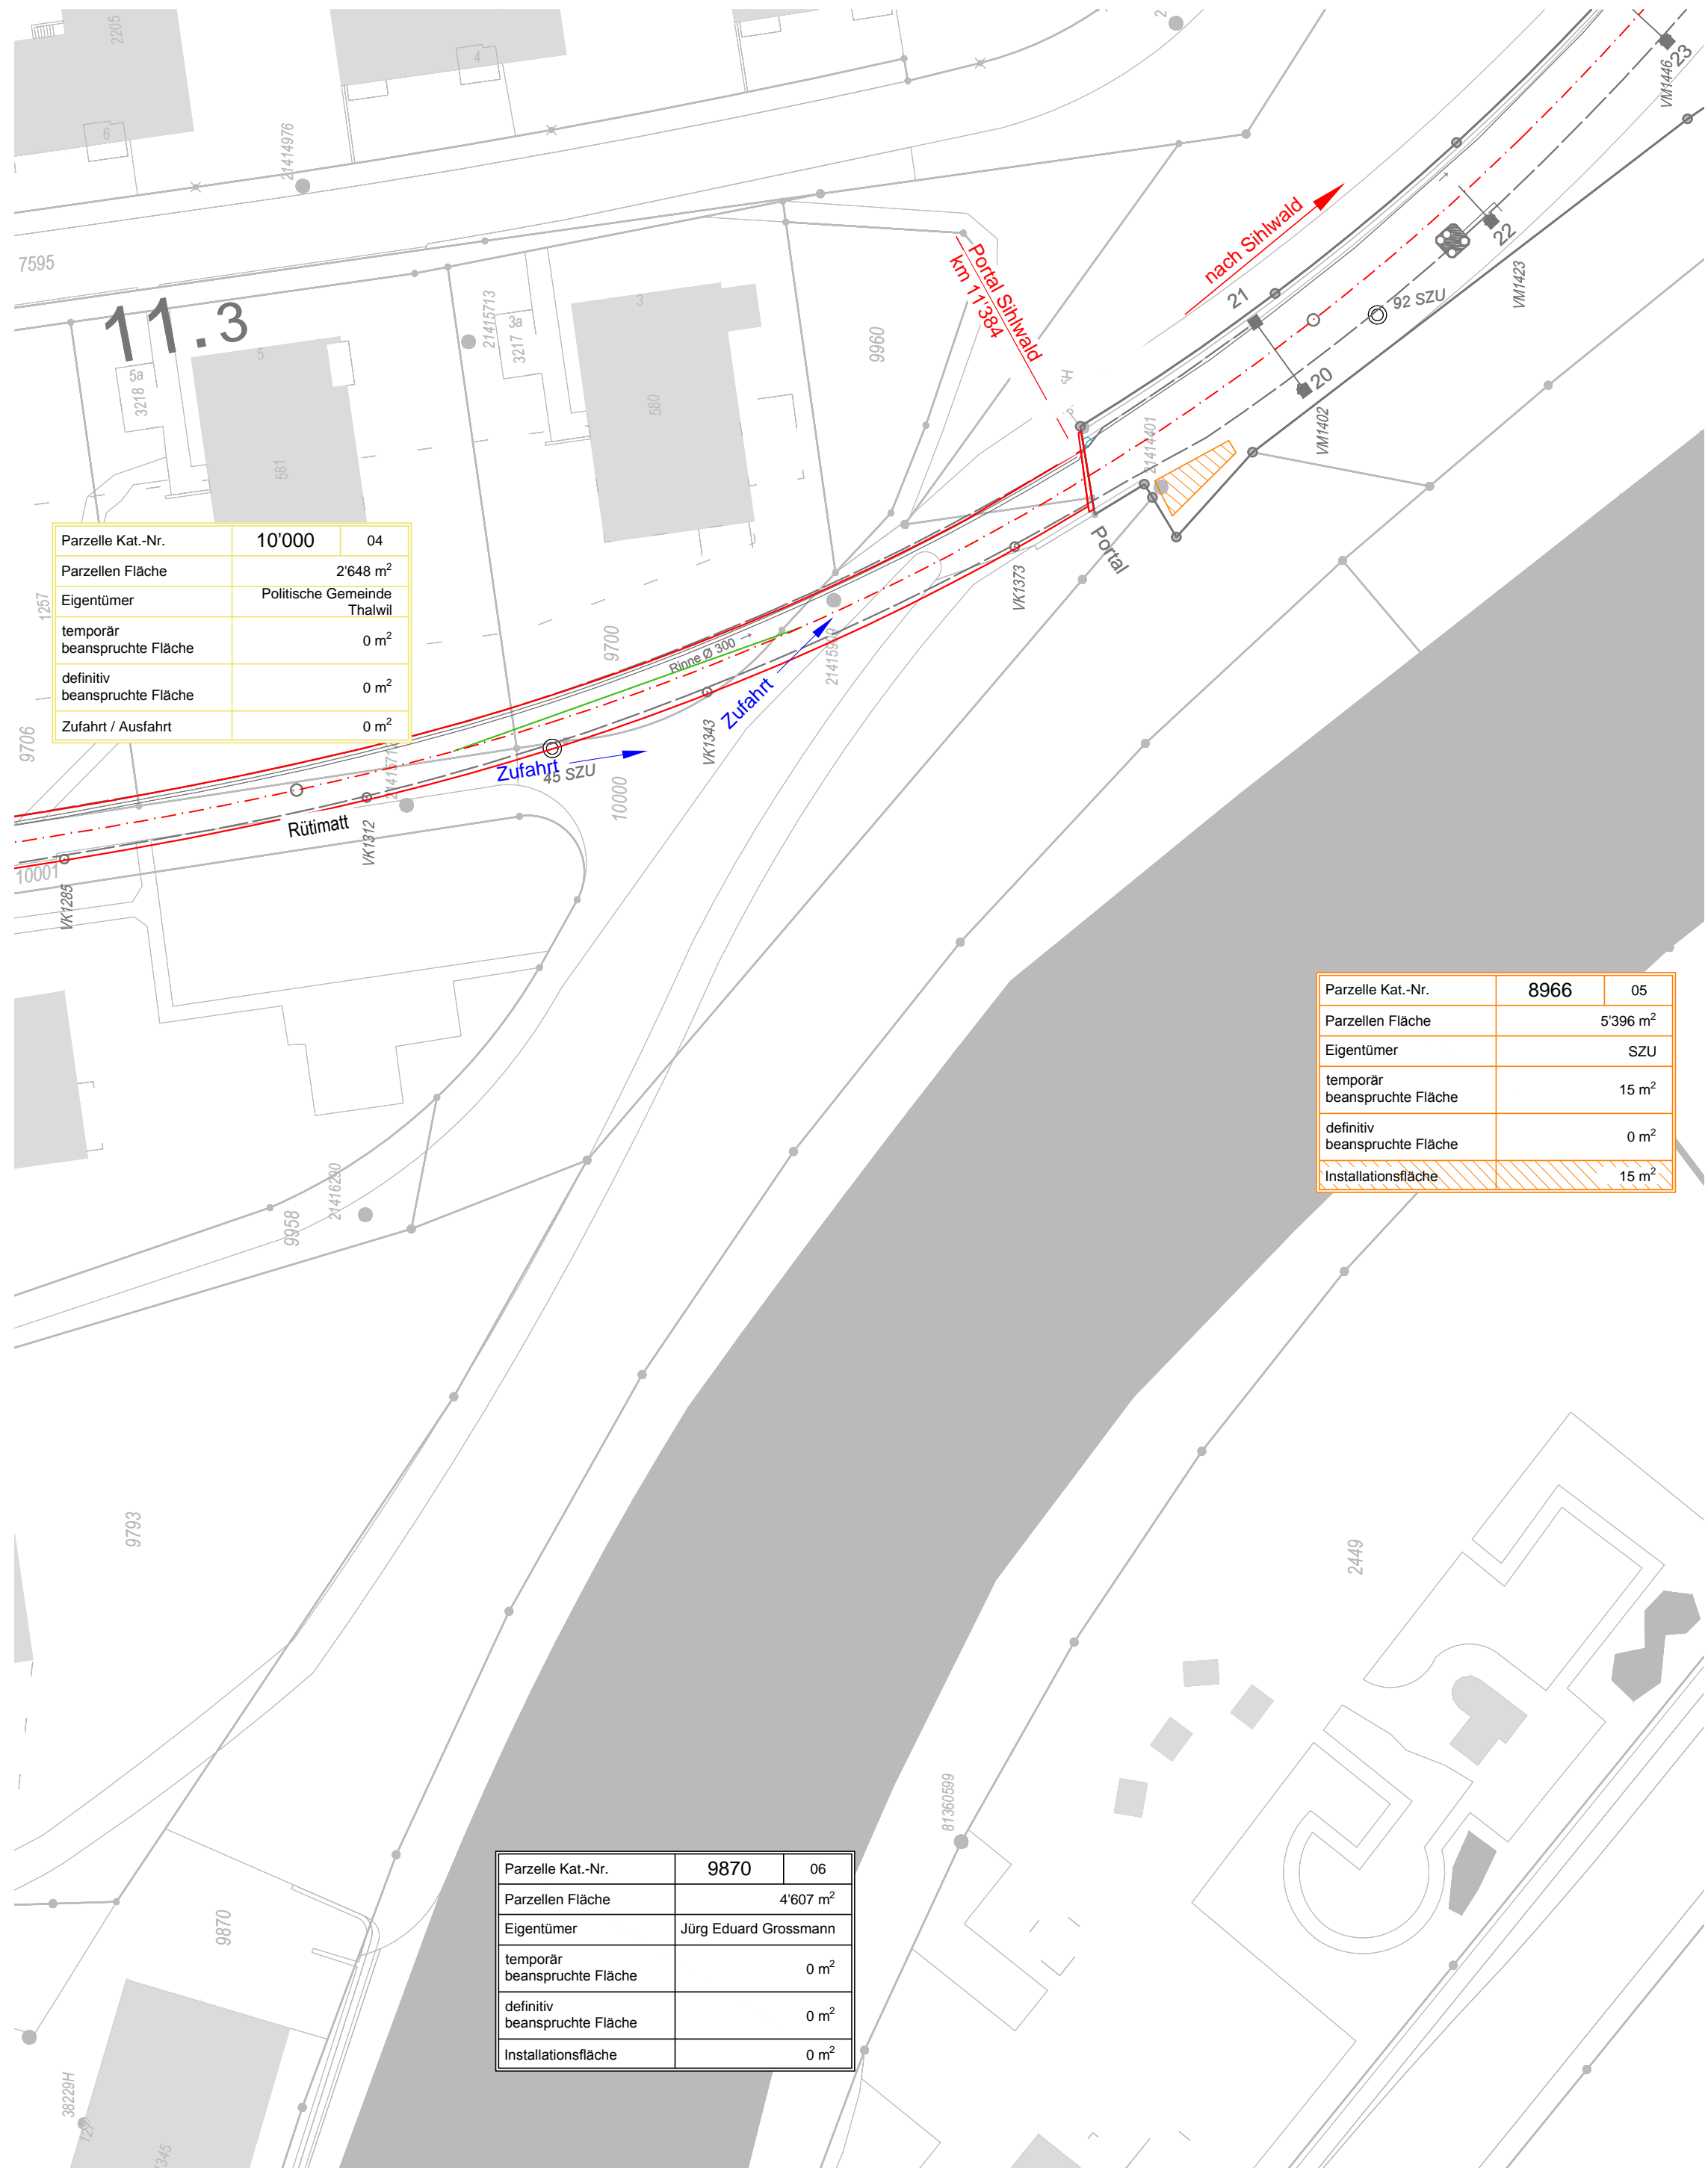 2205
4
2
6
21414976
23
VM1446
7595
11.3
5
5a
3218
581
3a
3217
21415713
3
580
9960
Portal Sihlwald
km 11'384
nach Sihlwald
21
22
92 SZU
VM1423
20
VM1402
21414401
Portal
VK1373
Parzelle Kat.-Nr. 10'000 04
Parzellen Fläche 2'648 m²
Eigentümer Politische Gemeinde
Thalwil
temporär
beanspruchte Fläche 0 m²
definitiv
beanspruchte Fläche 0 m²
Zufahrt / Ausfahrt 0 m²
1257
9706
9700
Rinne Ø 300 →
Zufahrt
VK1343
Zufahrt
45 SZU
10000
Rütimatt
VK1312
10001
VK1285
Parzelle Kat.-Nr. 8966 05
Parzellen Fläche 5'396 m²
Eigentümer SZU
temporär
beanspruchte Fläche 15 m²
definitiv
beanspruchte Fläche 0 m²
Installationsfläche 15 m²
21416290
9958
9793
2449
81360599
Parzelle Kat.-Nr. 9870 06
Parzellen Fläche 4'607 m²
Eigentümer Jürg Eduard Grossmann
temporär
beanspruchte Fläche 0 m²
definitiv
beanspruchte Fläche 0 m²
Installationsfläche 0 m²
9870
38229H
127